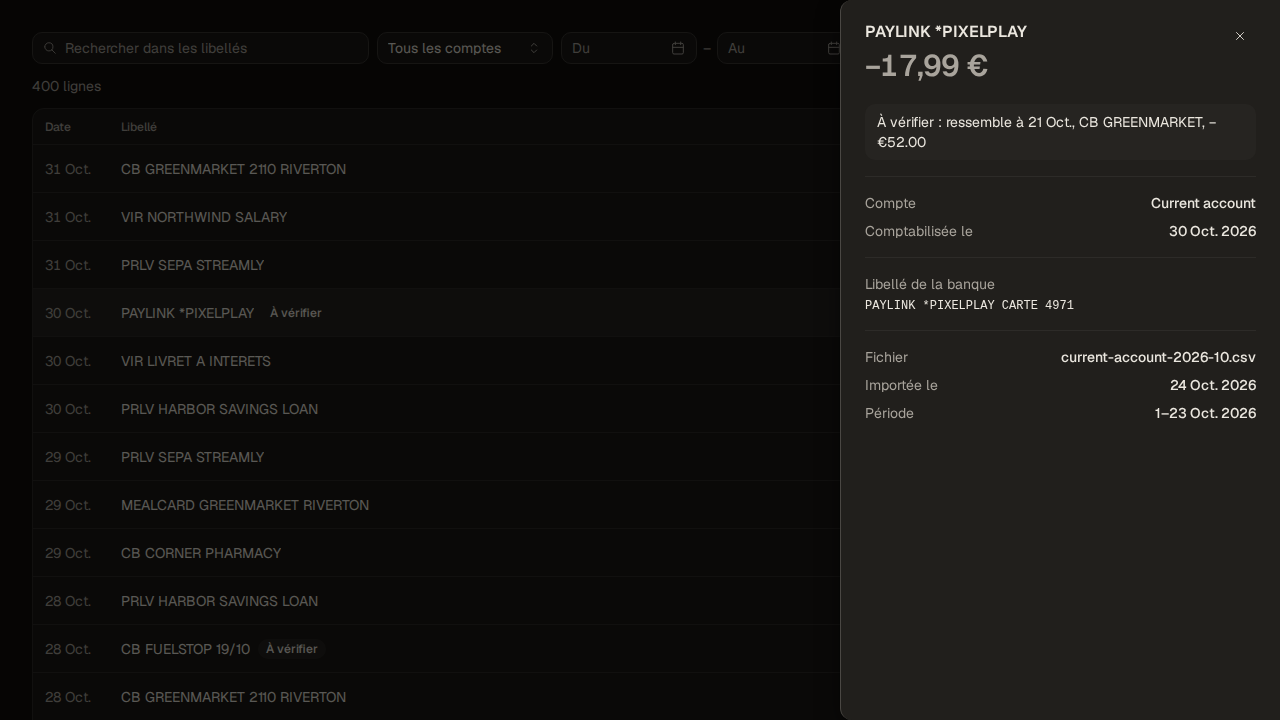 Rechercher dans les libellés
Tous les comptes
Du
–
Au
400 lignes
Date
Libellé
31 Oct.
CB GREENMARKET 2110 RIVERTON
31 Oct.
VIR NORTHWIND SALARY
31 Oct.
PRLV SEPA STREAMLY
30 Oct.
PAYLINK *PIXELPLAY
À vérifier
30 Oct.
VIR LIVRET A INTERETS
30 Oct.
PRLV HARBOR SAVINGS LOAN
29 Oct.
PRLV SEPA STREAMLY
29 Oct.
MEALCARD GREENMARKET RIVERTON
29 Oct.
CB CORNER PHARMACY
28 Oct.
PRLV HARBOR SAVINGS LOAN
28 Oct.
CB FUELSTOP 19/10
À vérifier
28 Oct.
CB GREENMARKET 2110 RIVERTON
PAYLINK *PIXELPLAY
−17,99 €
À vérifier : ressemble à 21 Oct., CB GREENMARKET, −
€52.00
Compte
Current account
Comptabilisée le
30 Oct. 2026
Libellé de la banque
PAYLINK *PIXELPLAY CARTE 4971
Fichier
current-account-2026-10.csv
Importée le
24 Oct. 2026
Période
1–23 Oct. 2026